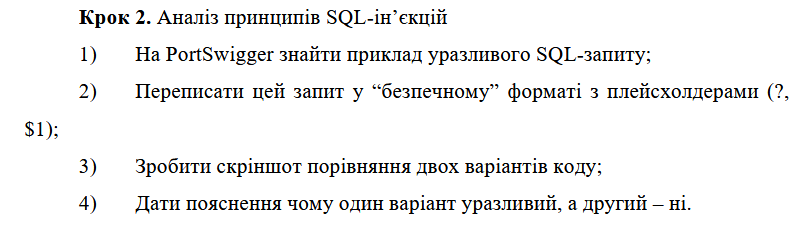 Крок 2. Аналіз принципів SQL-ін’єкцій
1) На PortSwigger знайти приклад уразливого SQL-запиту;
2) Переписати цей запит у “безпечному” форматі з плейсхолдерами (?,
$1);
3) Зробити скріншот порівняння двох варіантів коду;
4) Дати пояснення чому один варіант уразливий, а другий – ні.